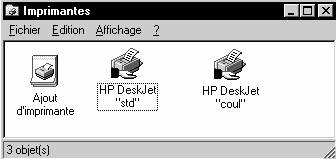 Imprimantes
Fichier Edition Affichage ?
Ajout
d'imprimante
HP DeskJet
"std"
HP DeskJet
"coul"
3 objet(s)